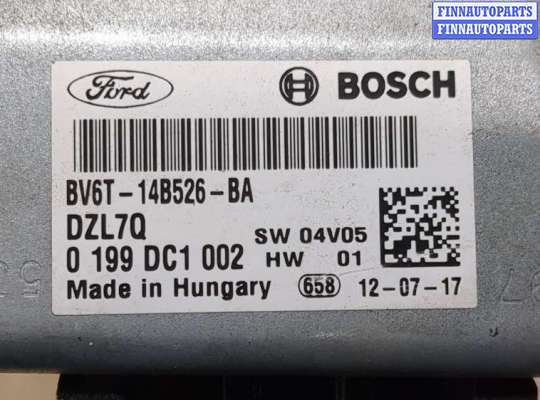 FINNAUTOPARTS
FINNAUTOPARTS
Ford
BOSCH
BV6T-14B526-BA
DZL7Q
SW 04V05
0 199 DC1 002
HW 01
Made in Hungary
658
12-07-17